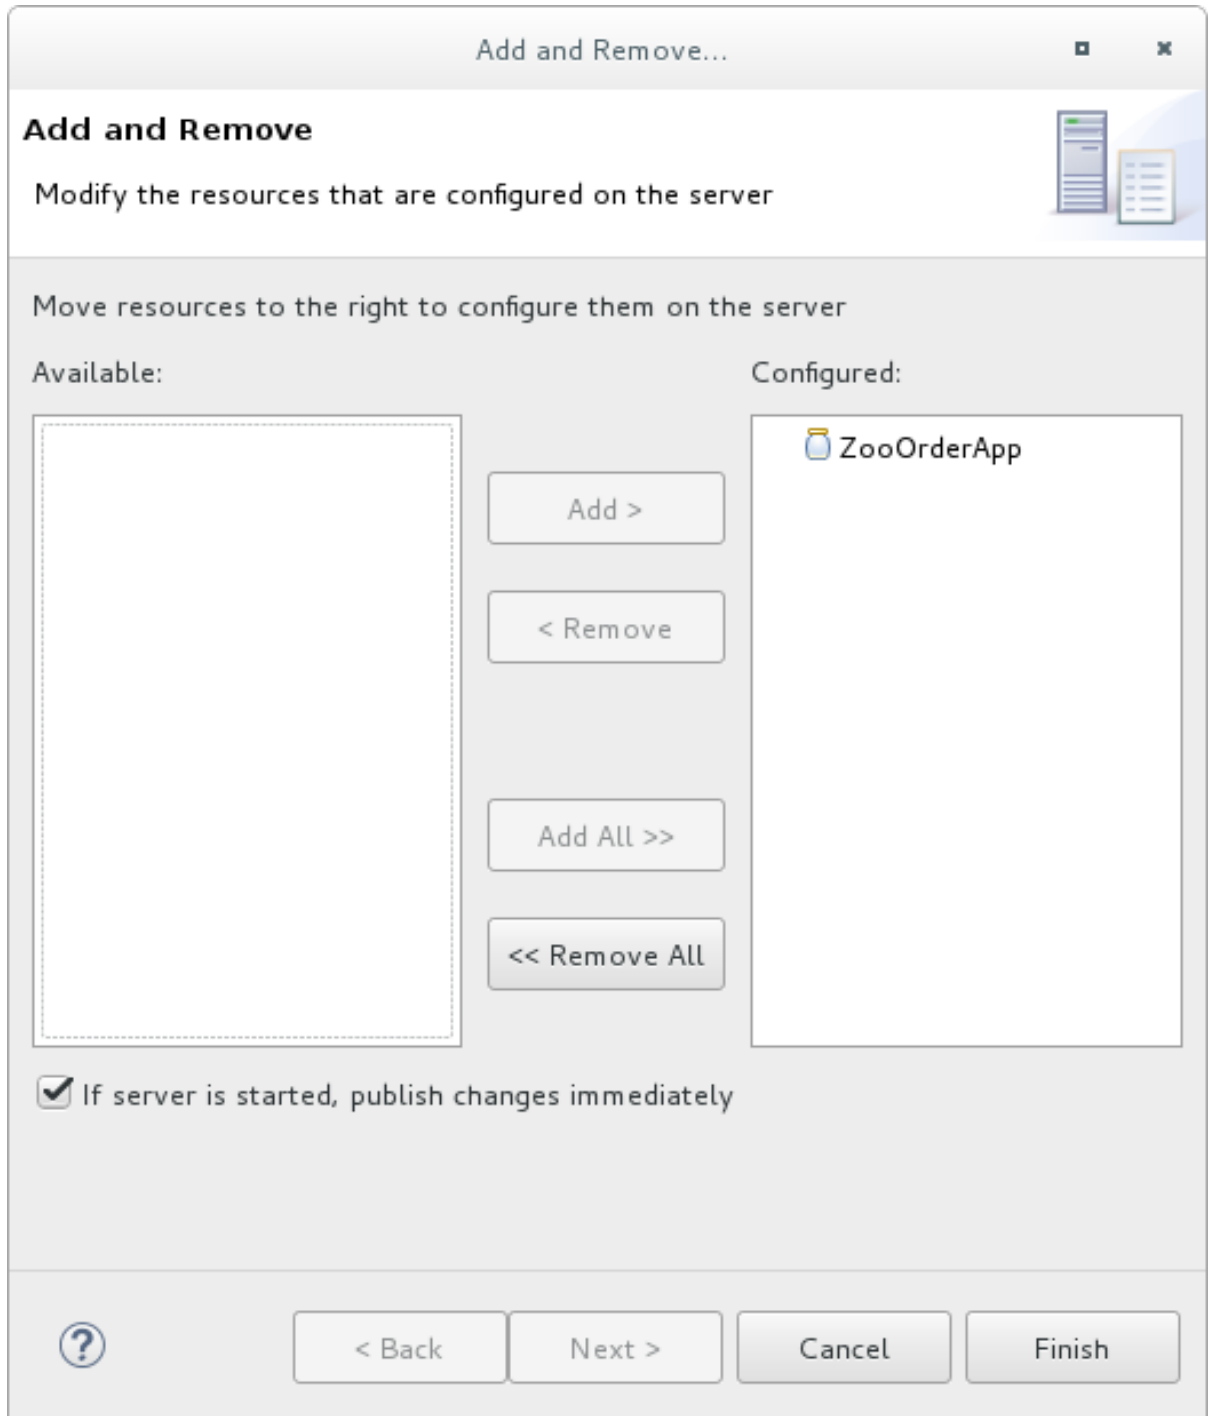 Add and Remove...
Add and Remove
Modify the resources that are configured on the server
Move resources to the right to configure them on the server
Available:
Configured:
ZooOrderApp
Add >
< Remove
Add All >>
<< Remove All
If server is started, publish changes immediately
?
< Back
Next >
Cancel
Finish